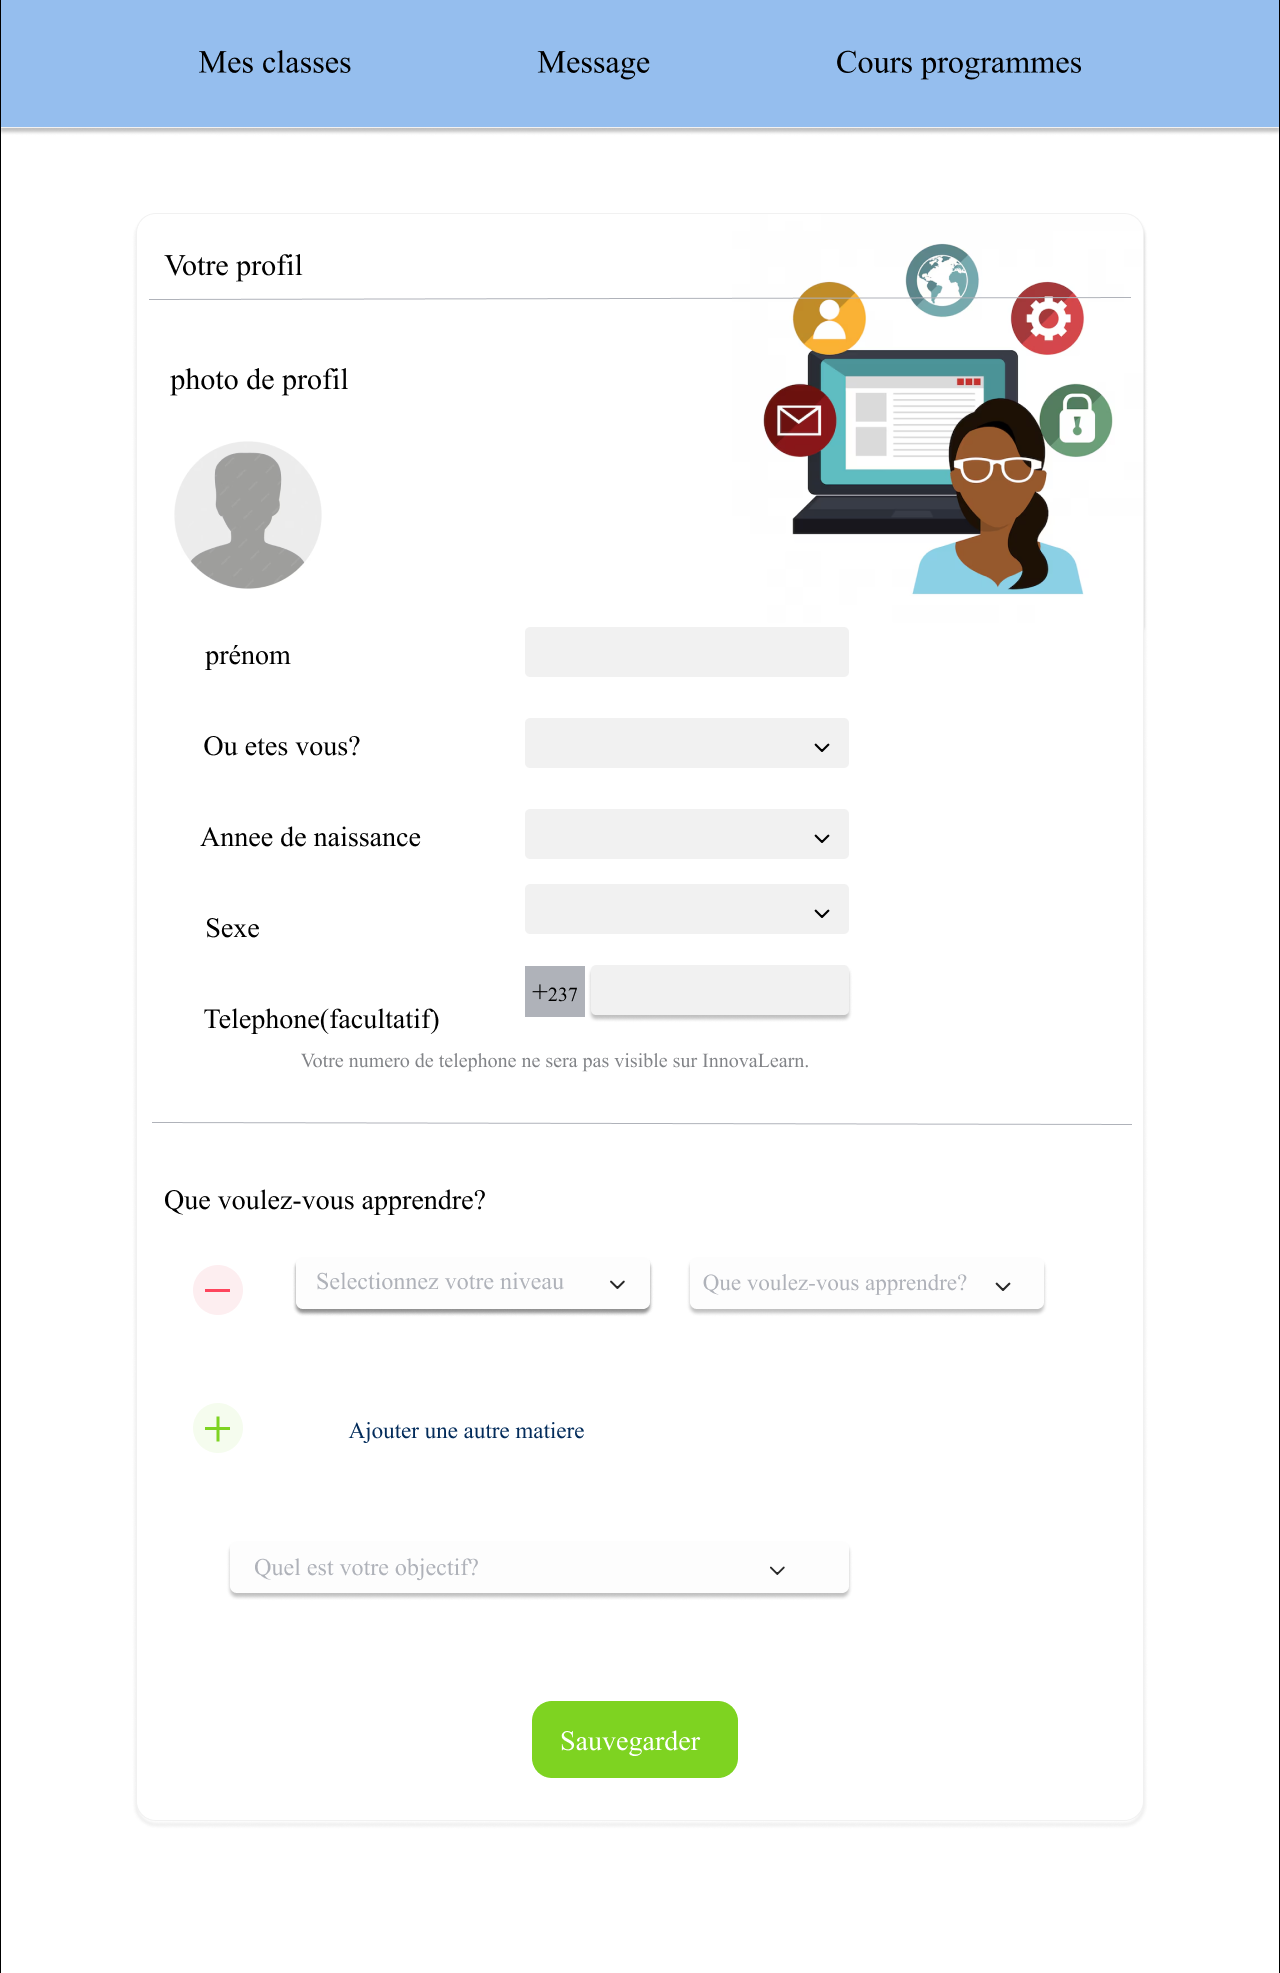 Mes classes Message Cours programmes
Votre profil
photo de profil
prénom
Ou etes vous?
Annee de naissance
Sexe
+237
Telephone(facultatif)
Votre numero de telephone ne sera pas visible sur InnovaLearn.
Que voulez-vous apprendre?
Selectionnez votre niveau Que voulez-vous apprendre?
Ajouter une autre matiere
Quel est votre objectif?
Sauvegarder